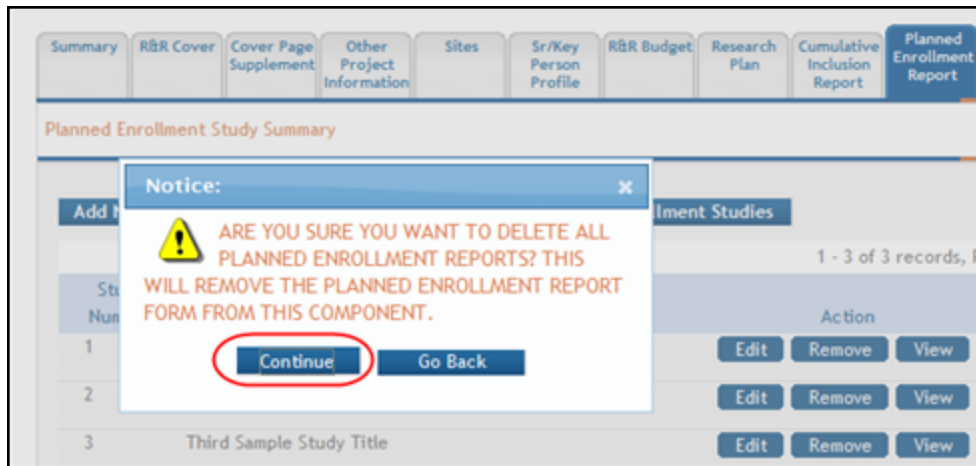 Summary
R&R Cover
Cover Page
Supplement
Other
Project
Information
Sites
Sr/Key
Person
Profile
R&R Budget
Research
Plan
Cumulative
Inclusion
Report
Planned
Enrollment
Report
Planned Enrollment Study Summary
Notice:
Add
Studies
ARE YOU SURE YOU WANT TO DELETE ALL
PLANNED ENROLLMENT REPORTS? THIS
WILL REMOVE THE PLANNED ENROLLMENT REPORT
FORM FROM THIS COMPONENT.
1 - 3 of 3 records,
Action
Continue
Go Back
1
Edit
Remove
View
2
Edit
Remove
View
3
Third Sample Study Title
Edit
Remove
View